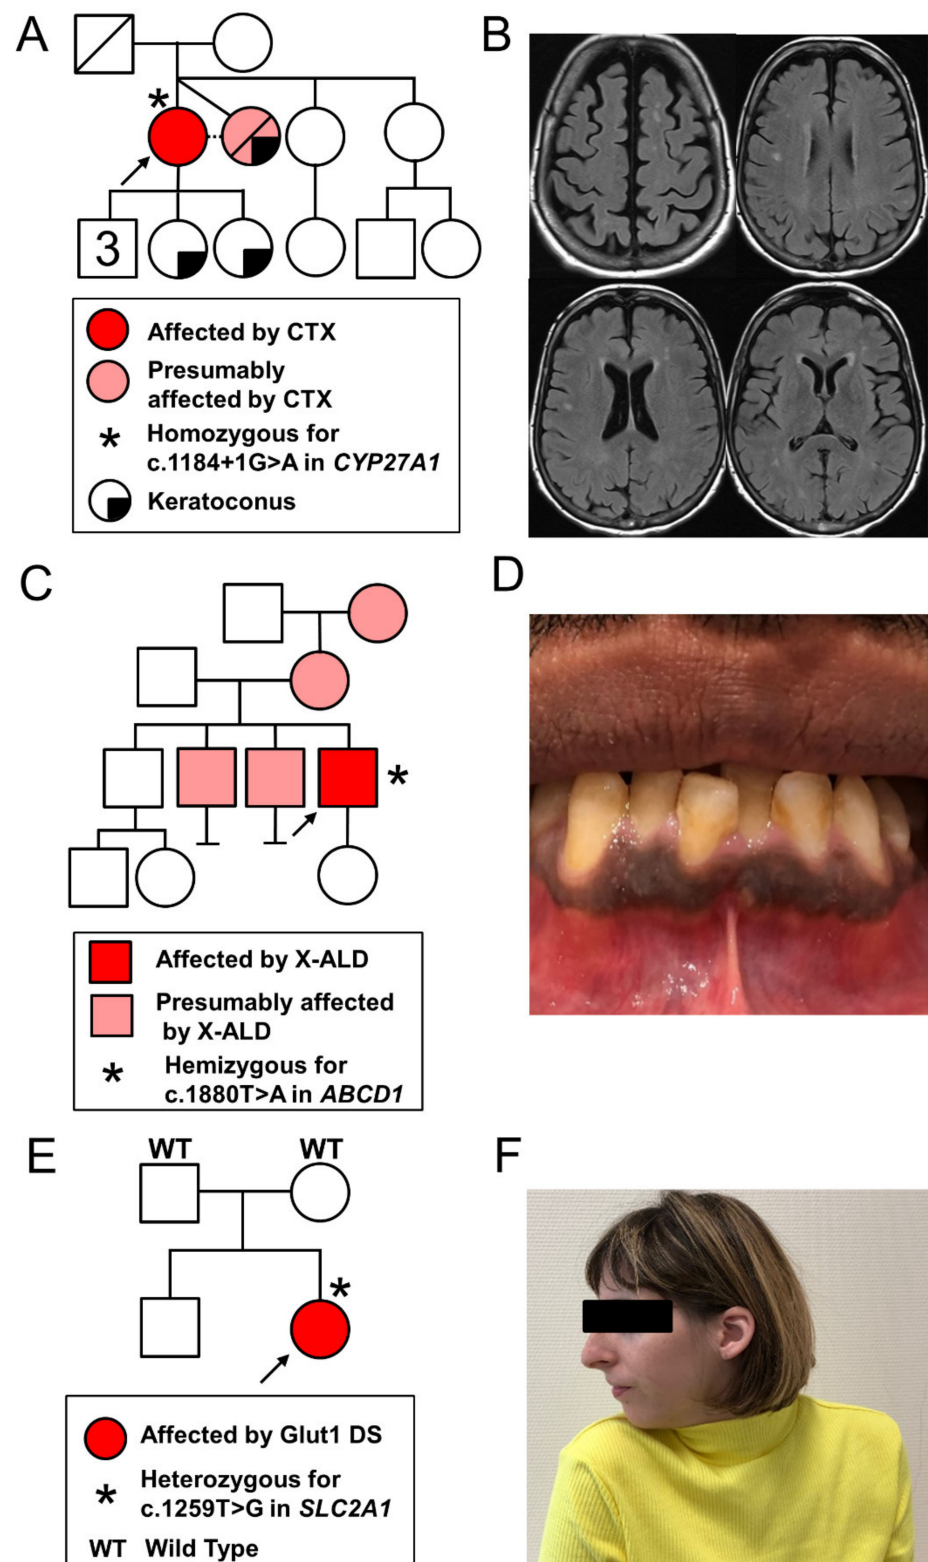 A
B
*
3
Affected by CTX
Presumably
affected by CTX
* Homozygous for
c.1184+1G>A in CYP27A1
Keratoconus
C
D
*
Affected by X-ALD
Presumably affected
by X-ALD
* Hemizygous for
c.1880T>A in ABCD1
E
F
WT WT
*
Affected by Glut1 DS
* Heterozygous for
c.1259T>G in SLC2A1
WT Wild Type